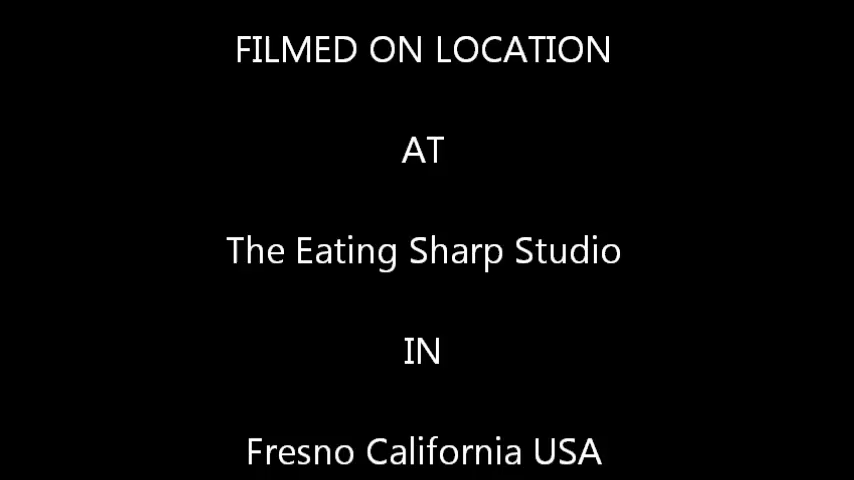 FILMED ON LOCATION
AT
The Eating Sharp Studio
IN
Fresno California USA